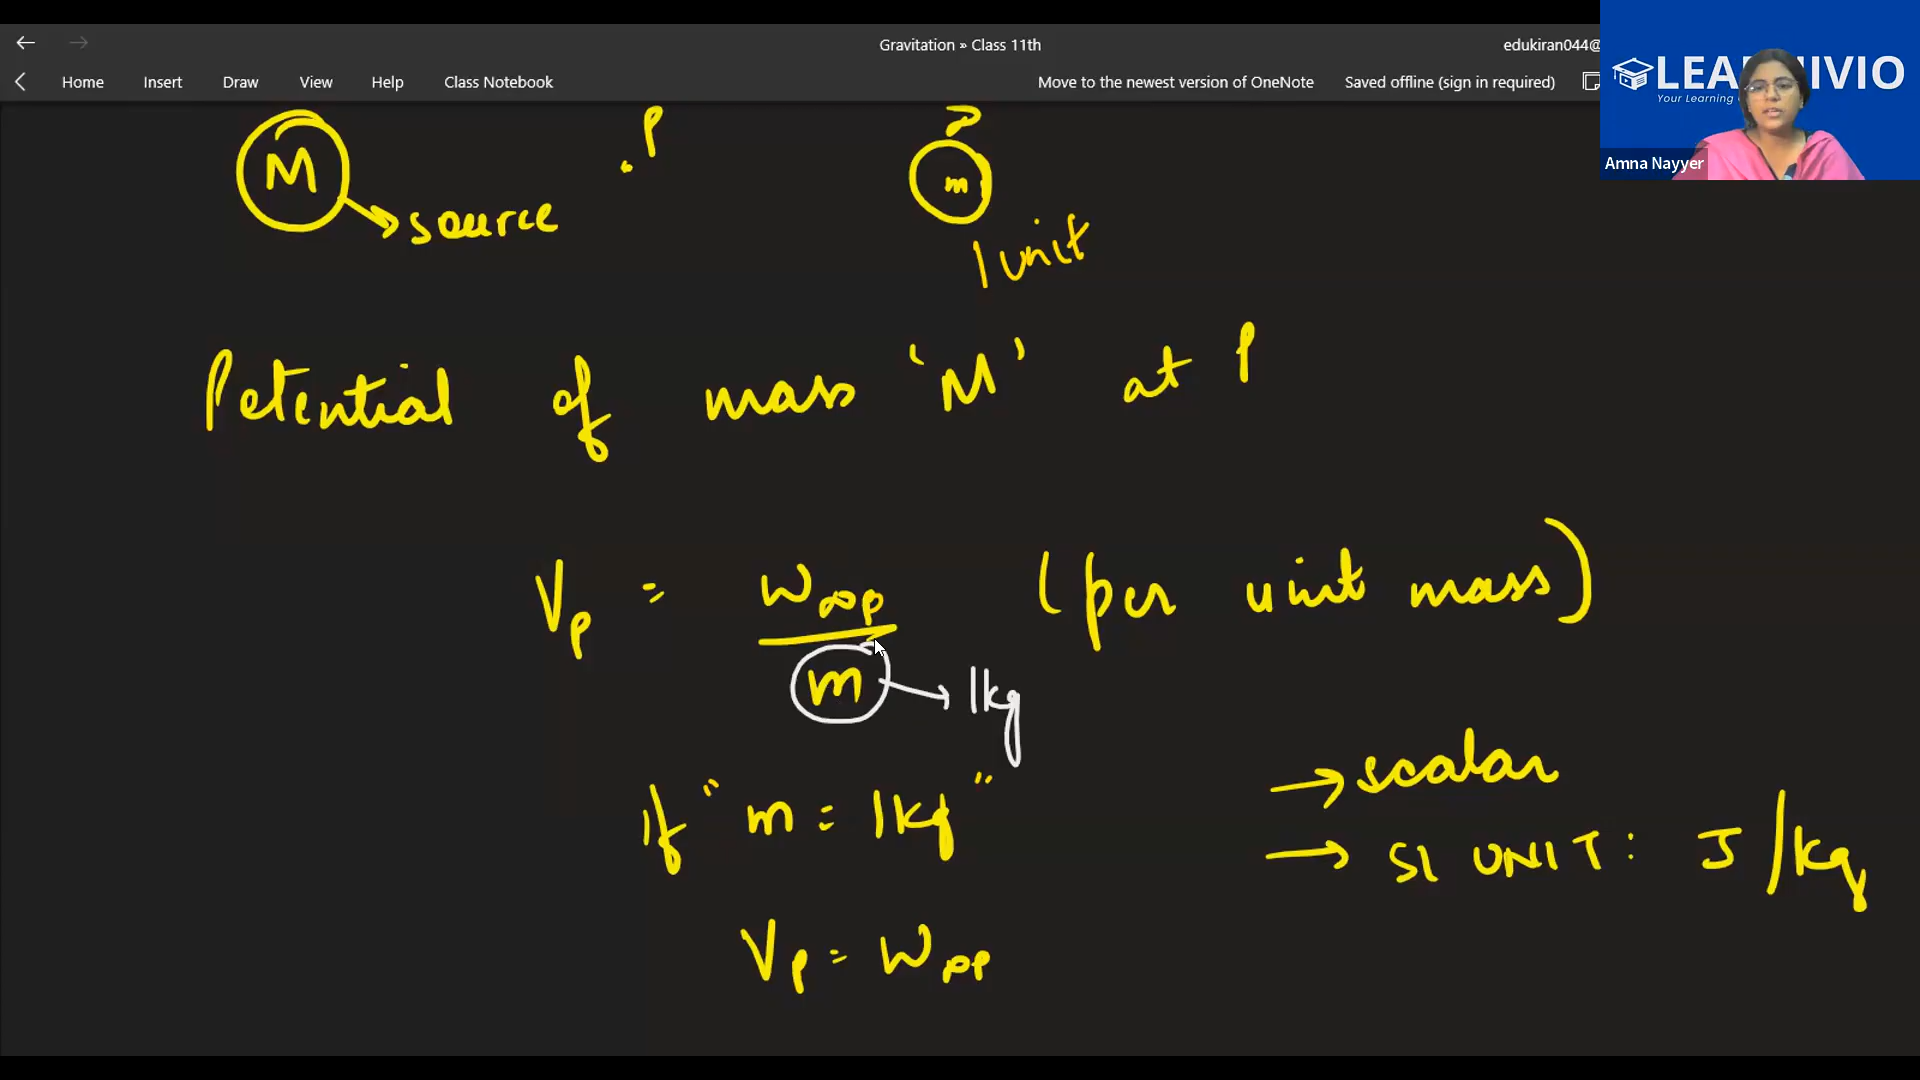 Gravitation » Class 11th
edukiran044@
Home Insert Draw View Help Class Notebook
Move to the newest version of OneNote Saved offline (sign in required)
Your Learning
Amna Nayyer
M
source
. P
m
1 unit
Potential of mass 'M' at P
Vp = W∞p (per unit mass)
m → 1kg
If "m = 1kg"
→ scalar
→ SI UNIT: J/kg
Vp = W∞p